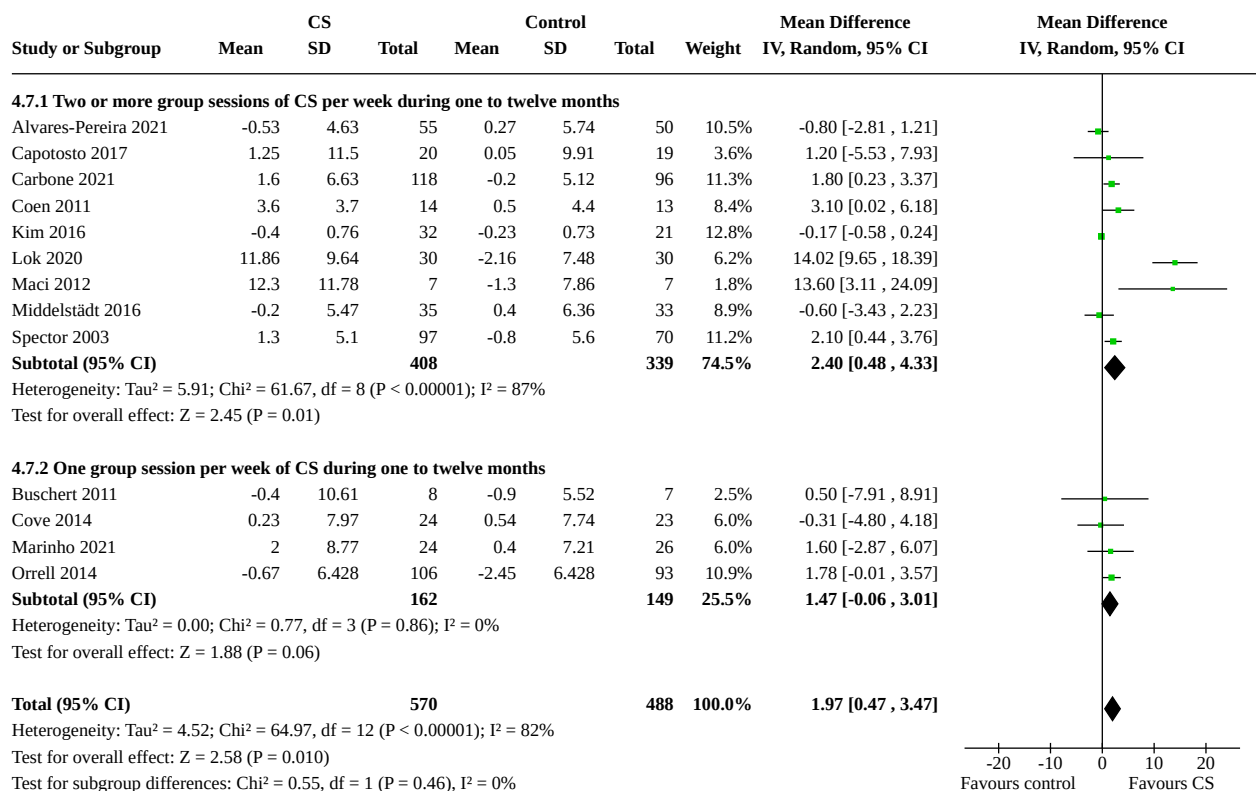 CS Control Mean Difference Mean Difference
Study or Subgroup Mean SD Total Mean SD Total Weight IV, Random, 95% CI IV, Random, 95% CI
4.7.1 Two or more group sessions of CS per week during one to twelve months
Alvares-Pereira 2021 -0.53 4.63 55 0.27 5.74 50 10.5% -0.80 [-2.81 , 1.21]
Capotosto 2017 1.25 11.5 20 0.05 9.91 19 3.6% 1.20 [-5.53 , 7.93]
Carbone 2021 1.6 6.63 118 -0.2 5.12 96 11.3% 1.80 [0.23 , 3.37]
Coen 2011 3.6 3.7 14 0.5 4.4 13 8.4% 3.10 [0.02 , 6.18]
Kim 2016 -0.4 0.76 32 -0.23 0.73 21 12.8% -0.17 [-0.58 , 0.24]
Lok 2020 11.86 9.64 30 -2.16 7.48 30 6.2% 14.02 [9.65 , 18.39]
Maci 2012 12.3 11.78 7 -1.3 7.86 7 1.8% 13.60 [3.11 , 24.09]
Middelstädt 2016 -0.2 5.47 35 0.4 6.36 33 8.9% -0.60 [-3.43 , 2.23]
Spector 2003 1.3 5.1 97 -0.8 5.6 70 11.2% 2.10 [0.44 , 3.76]
Subtotal (95% CI) 408 339 74.5% 2.40 [0.48 , 4.33]
Heterogeneity: Tau² = 5.91; Chi² = 61.67, df = 8 (P < 0.00001); I² = 87%
Test for overall effect: Z = 2.45 (P = 0.01)
4.7.2 One group session per week of CS during one to twelve months
Buschert 2011 -0.4 10.61 8 -0.9 5.52 7 2.5% 0.50 [-7.91 , 8.91]
Cove 2014 0.23 7.97 24 0.54 7.74 23 6.0% -0.31 [-4.80 , 4.18]
Marinho 2021 2 8.77 24 0.4 7.21 26 6.0% 1.60 [-2.87 , 6.07]
Orrell 2014 -0.67 6.428 106 -2.45 6.428 93 10.9% 1.78 [-0.01 , 3.57]
Subtotal (95% CI) 162 149 25.5% 1.47 [-0.06 , 3.01]
Heterogeneity: Tau² = 0.00; Chi² = 0.77, df = 3 (P = 0.86); I² = 0%
Test for overall effect: Z = 1.88 (P = 0.06)
Total (95% CI) 570 488 100.0% 1.97 [0.47 , 3.47]
Heterogeneity: Tau² = 4.52; Chi² = 64.97, df = 12 (P < 0.00001); I² = 82%
Test for overall effect: Z = 2.58 (P = 0.010)
-20 -10 0 10 20
Test for subgroup differences: Chi² = 0.55, df = 1 (P = 0.46), I² = 0%
Favours control Favours CS